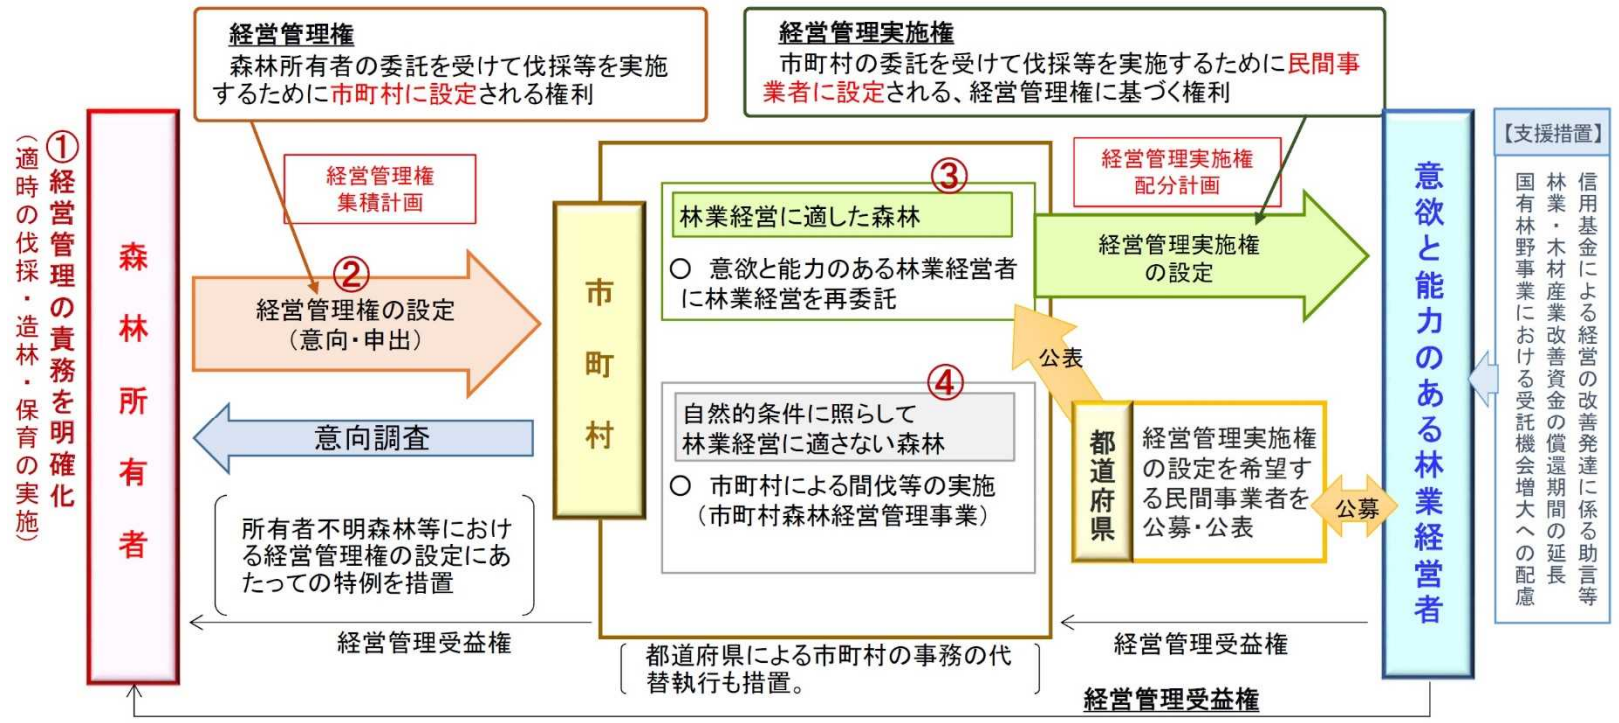 経営管理権
森林所有者の委託を受けて伐採等を実施
するために市町村に設定される権利
経営管理実施権
市町村の委託を受けて伐採等を実施するために民間事
業者に設定される、経営管理権に基づく権利
①経営管理の責務を明確化
（適時の伐採・造林・保育の実施）
森林所有者
経営管理権
集積計画
②
経営管理権の設定
（意向・申出）
意向調査
所有者不明森林等におけ
る経営管理権の設定にあ
たっての特例を措置
経営管理受益権
市町村
③
林業経営に適した森林
○ 意欲と能力のある林業経営者
に林業経営を再委託
④
自然的条件に照らして
林業経営に適さない森林
○ 市町村による間伐等の実施
（市町村森林経営管理事業）
都道府県による市町村の事務の代
替執行も措置。
経営管理実施権
配分計画
経営管理実施権
の設定
公表
都道府県
経営管理実施権
の設定を希望す
る民間事業者を
公募・公表
公募
経営管理受益権
経営管理受益権
意欲と能力のある林業経営者
【支援措置】
信用基金による経営の改善発達に係る助言等
林業・木材産業改善資金の償還期間の延長
国有林野事業における受託機会増大への配慮